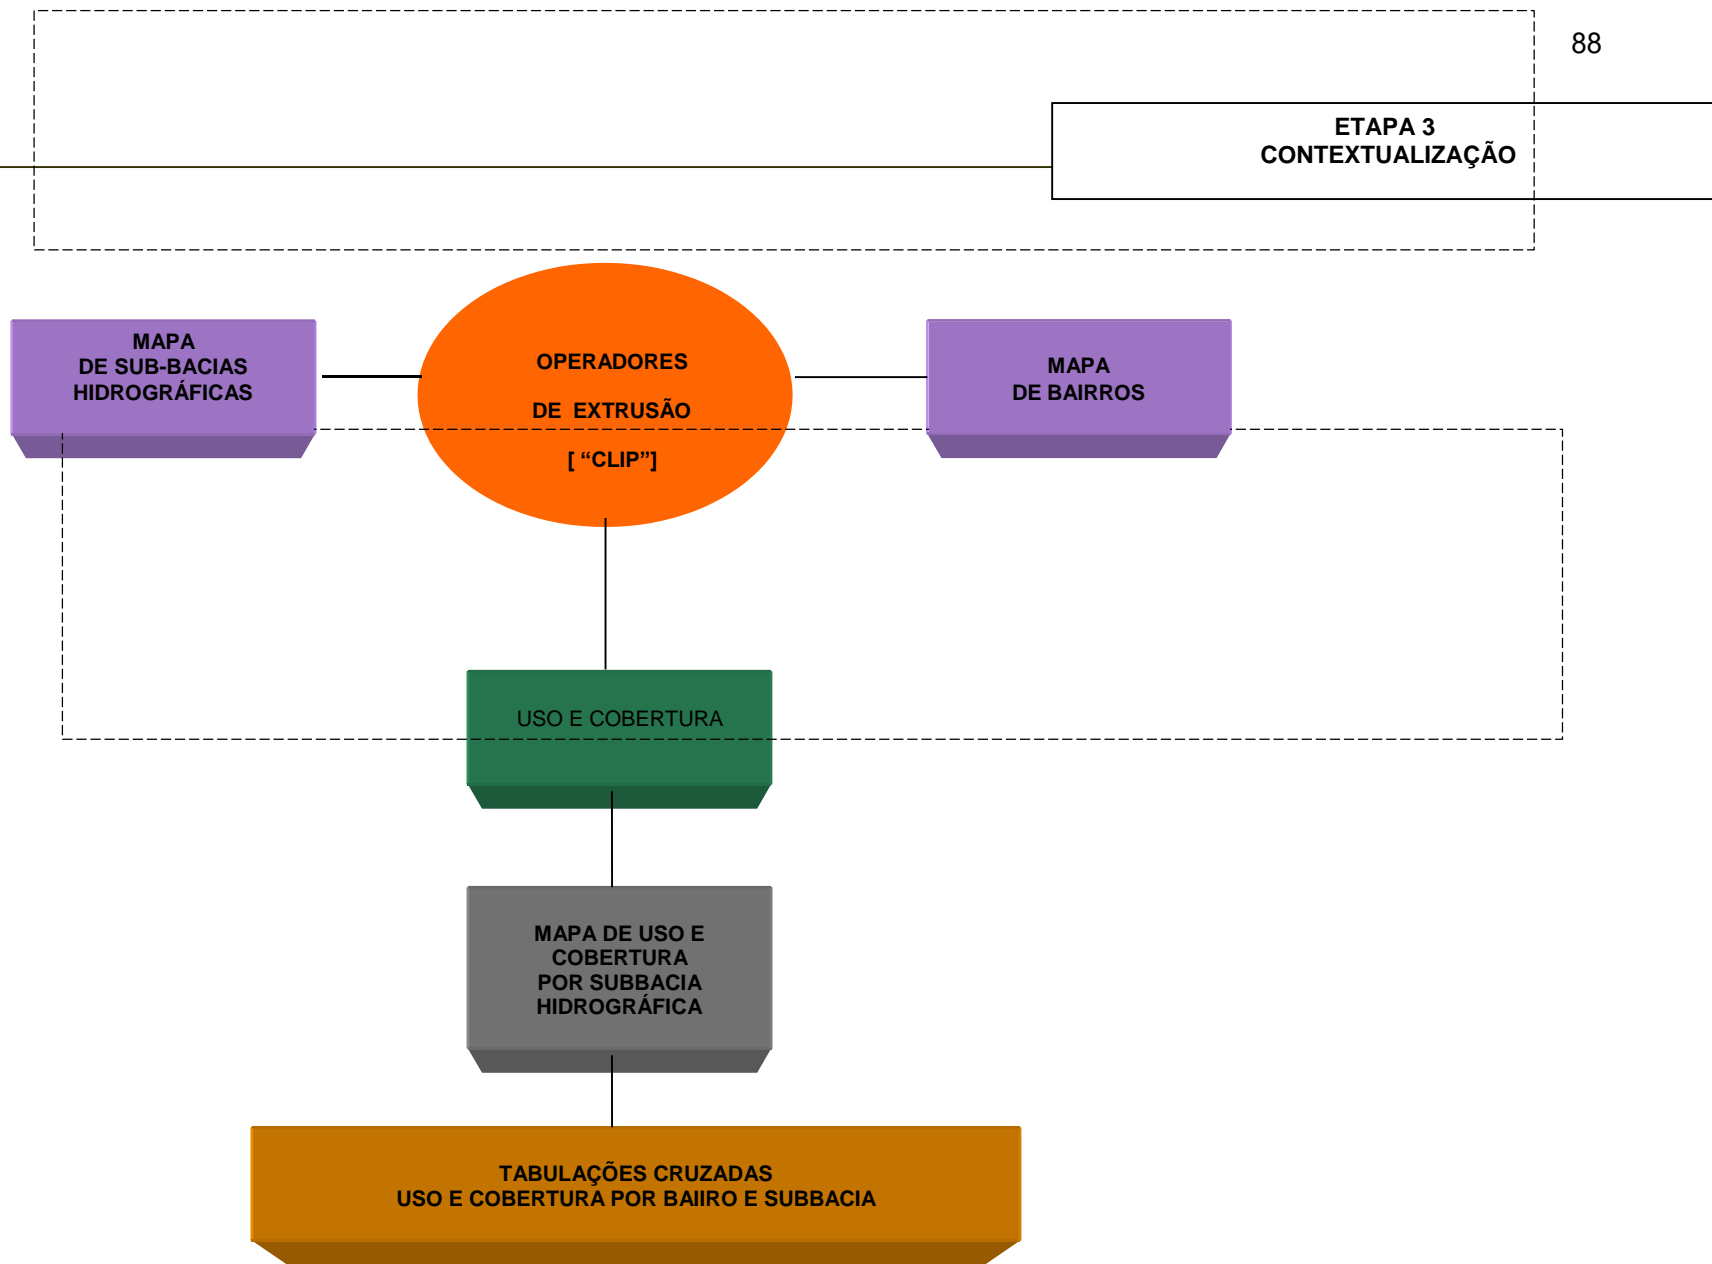 88
ETAPA 3
CONTEXTUALIZAÇÃO
MAPA
DE SUB-BACIAS
HIDROGRÁFICAS
OPERADORES
DE EXTRUSÃO
[ “CLIP”]
MAPA
DE BAIRROS
USO E COBERTURA
MAPA DE USO E
COBERTURA
POR SUBBACIA
HIDROGRÁFICA
TABULAÇÕES CRUZADAS
USO E COBERTURA POR BAIIRO E SUBBACIA